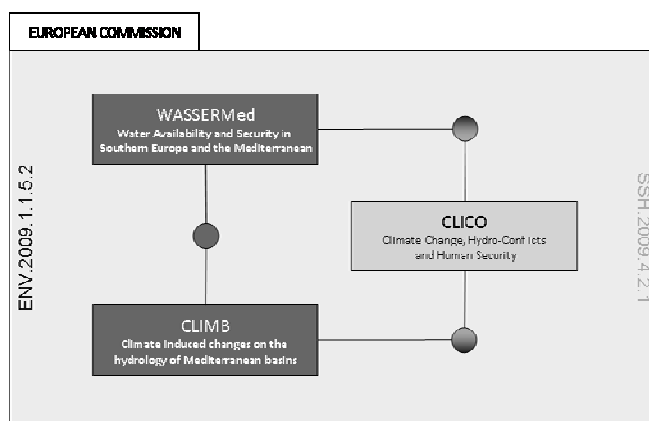 EUROPEAN COMMISSION
WASSERMed
Water Availability and Security in
Southern Europe and the Mediterranean
ENV.2009.1.1.5.2
CLICO
Climate Change, Hydro-Conflicts
and Human Security
SSH.2009.4.2.1
CLIMB
Climate Induced changes on the
hydrology of Mediterranean basins